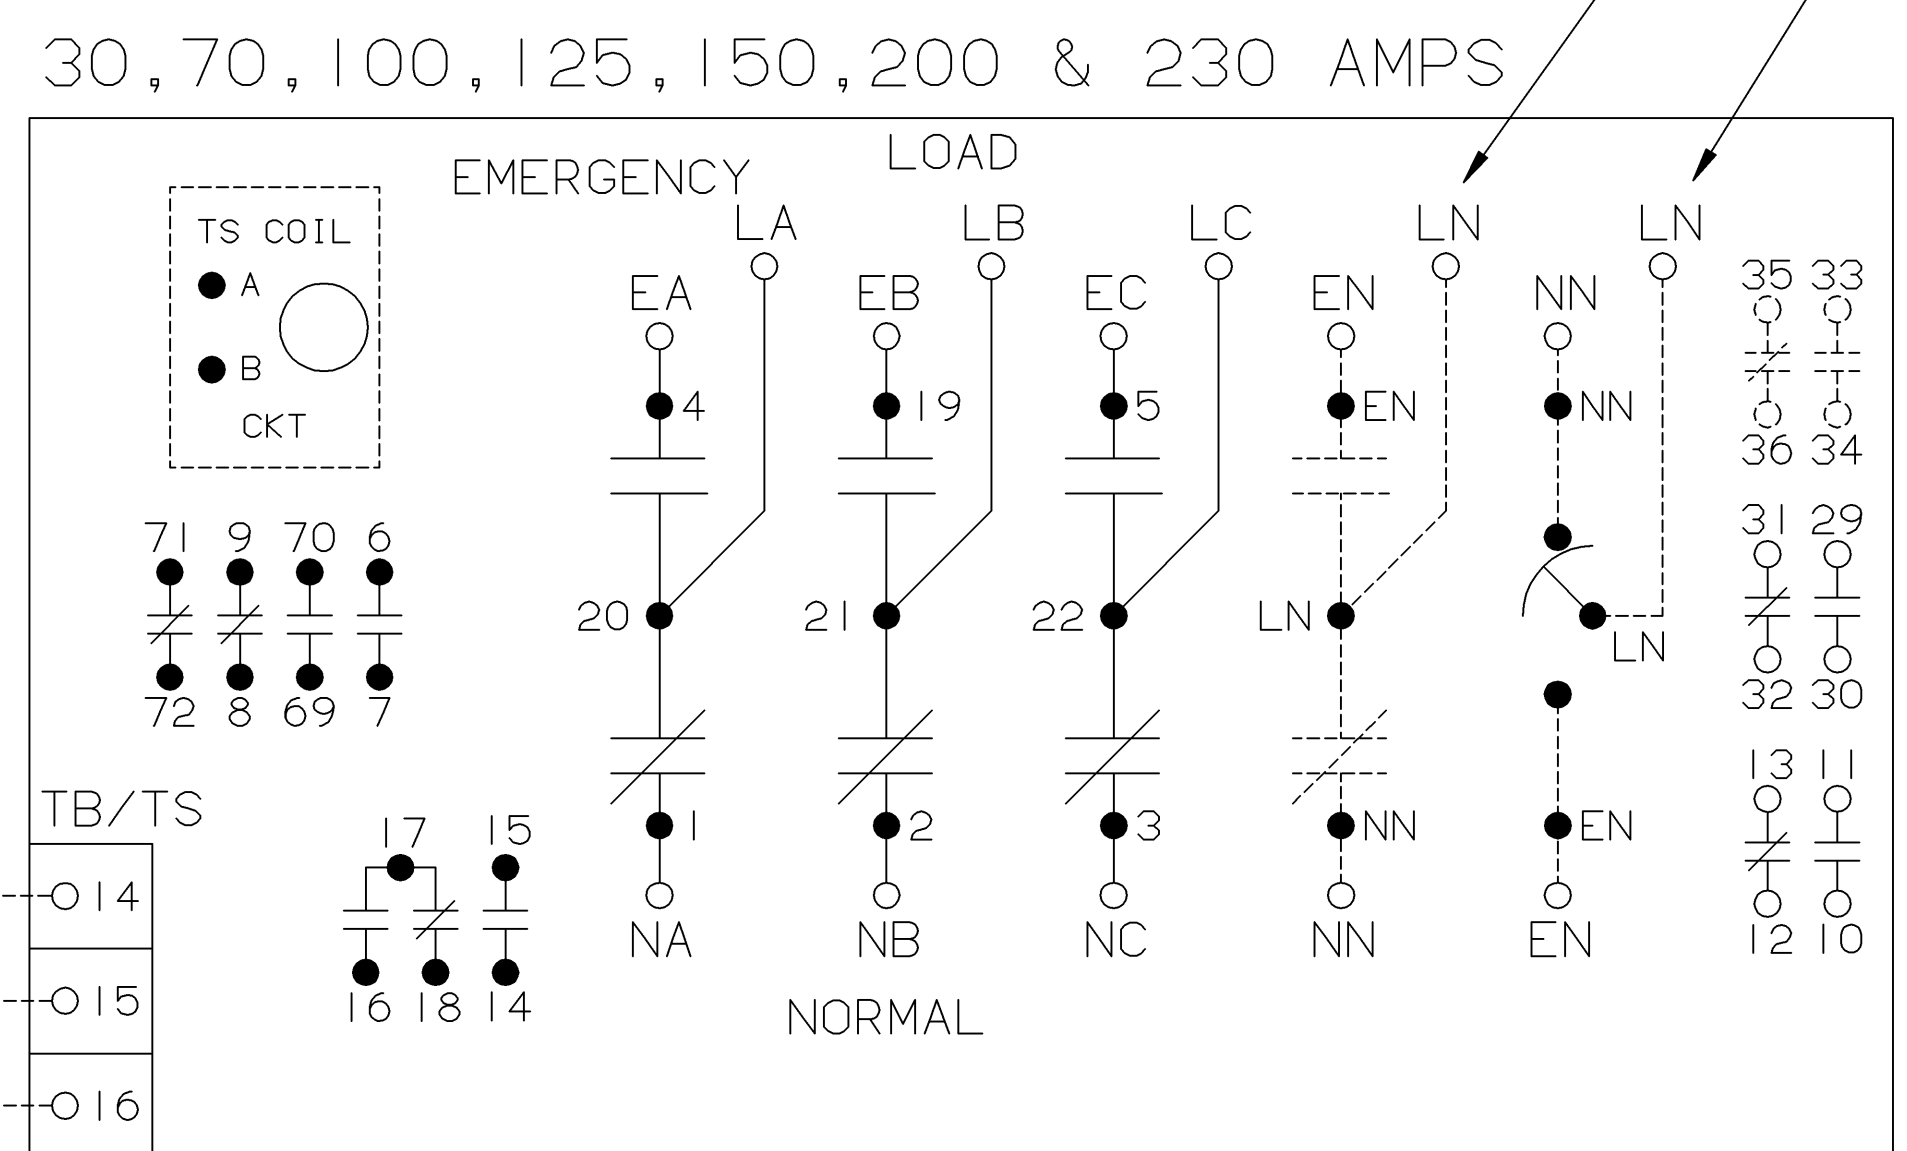 30,70,100,125,150,200 & 230 AMPS
LOAD
EMERGENCY
LA LB LC LN LN
TS COIL
A
B
CKT
EA EB EC EN NN
35 33
4 19 5 EN NN
36 34
71 9 70 6
31 29
20 21 22 LN LN
72 8 69 7
32 30
13 11
TB/TS
17 15
1 2 3 NN EN
14
NA NB NC NN EN
12 10
15
16 18 14
NORMAL
16